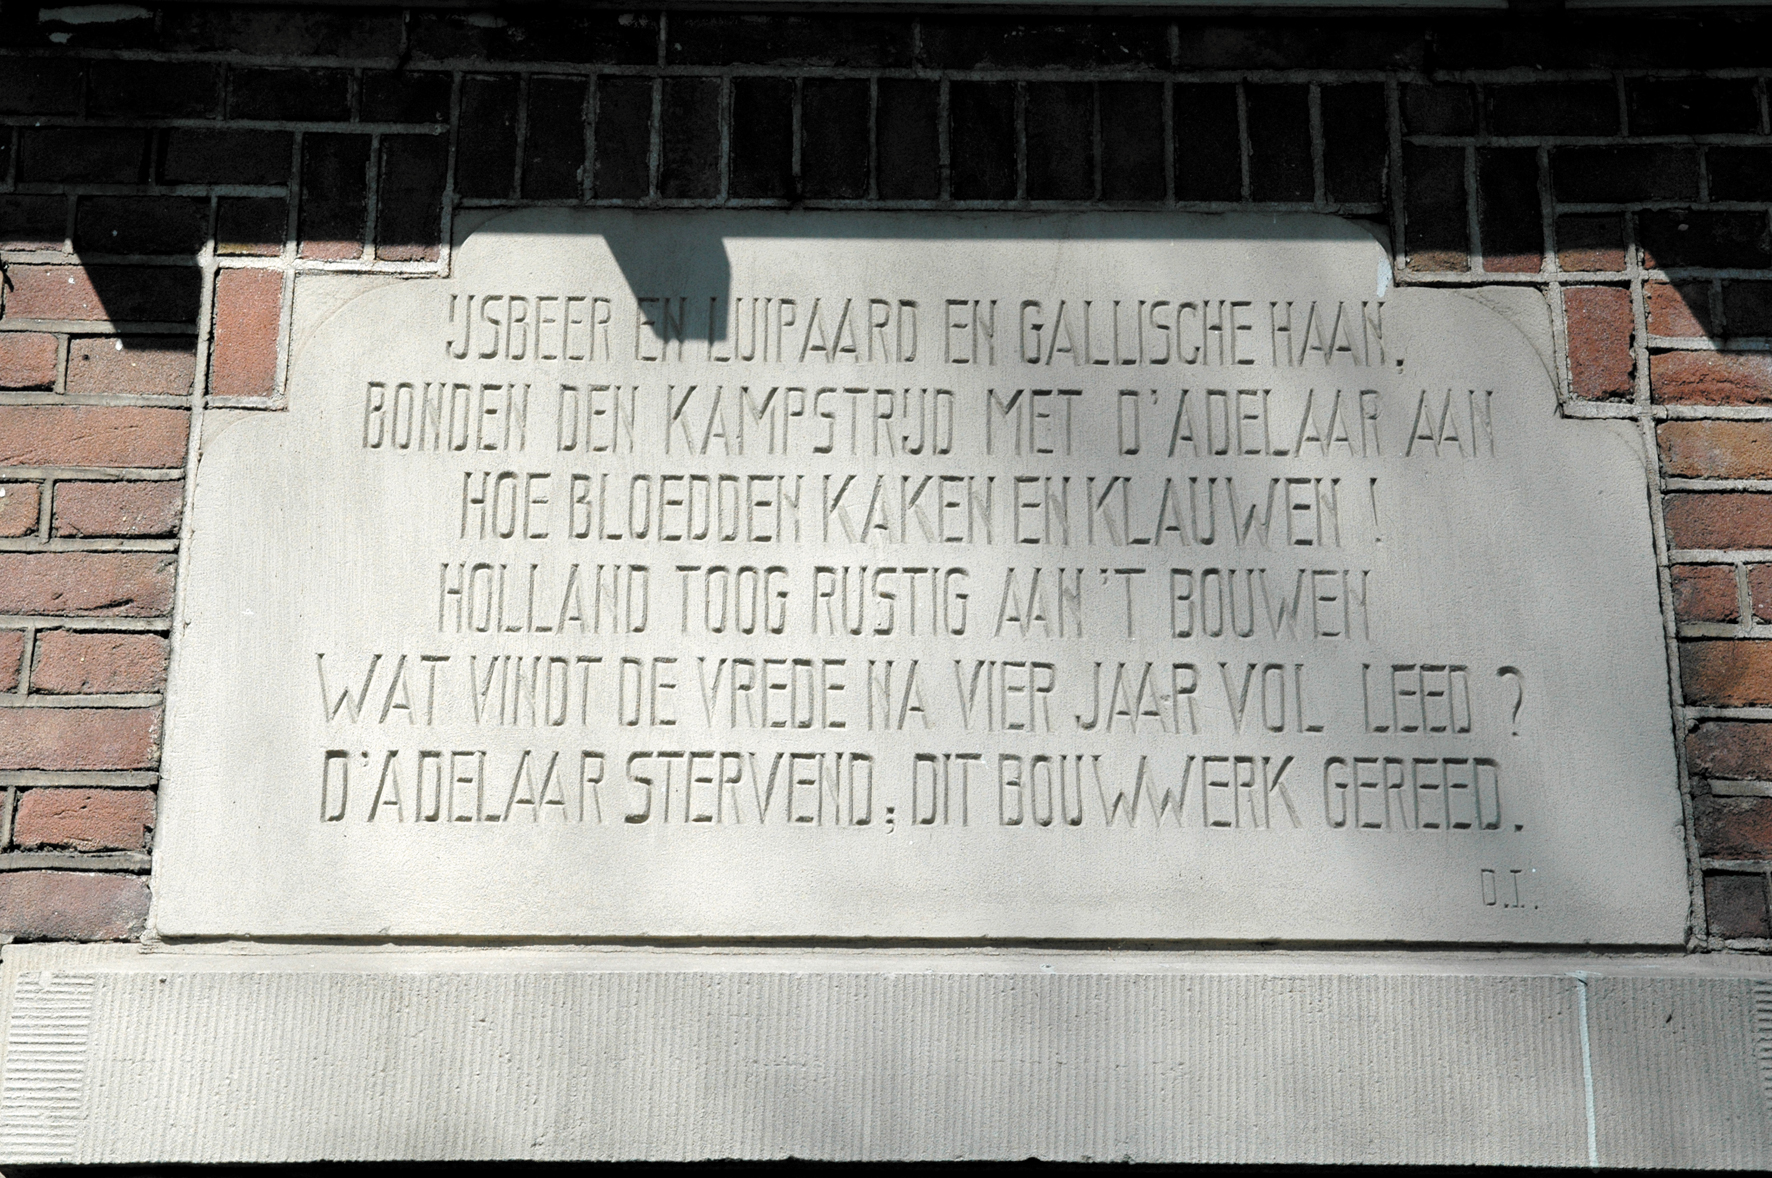 IJSBEER EN LUIPAARD EN GALLISCHE HAAN,
BONDEN DEN KAMPSTRIJD MET D'ADELAAR AAN
HOE BLOEDDEN KAKEN EN KLAUWEN !
HOLLAND TOOG RUSTIG AAN 'T BOUWEN
WAT VINDT DE VREDE NA VIER JAAR VOL LEED ?
D'ADELAAR STERVEND ; DIT BOUWWERK GEREED .
D.I.